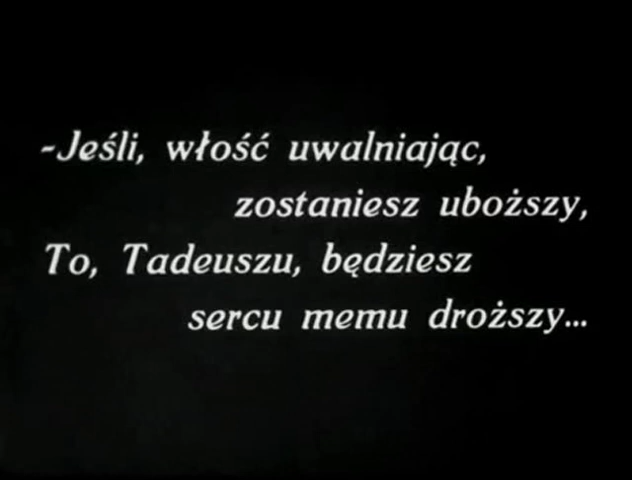 -Jeśli, włość uwalniając,
zostaniesz uboższy,
To, Tadeuszu, będziesz
sercu memu droższy...